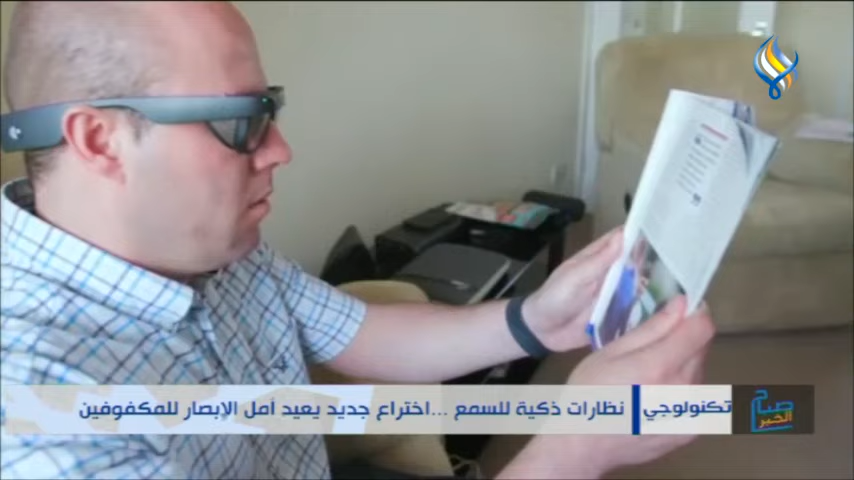 صباح الخير
تكنولوجي
نظارات ذكية للسمع ...اختراع جديد يعيد أمل الإبصار للمكفوفين